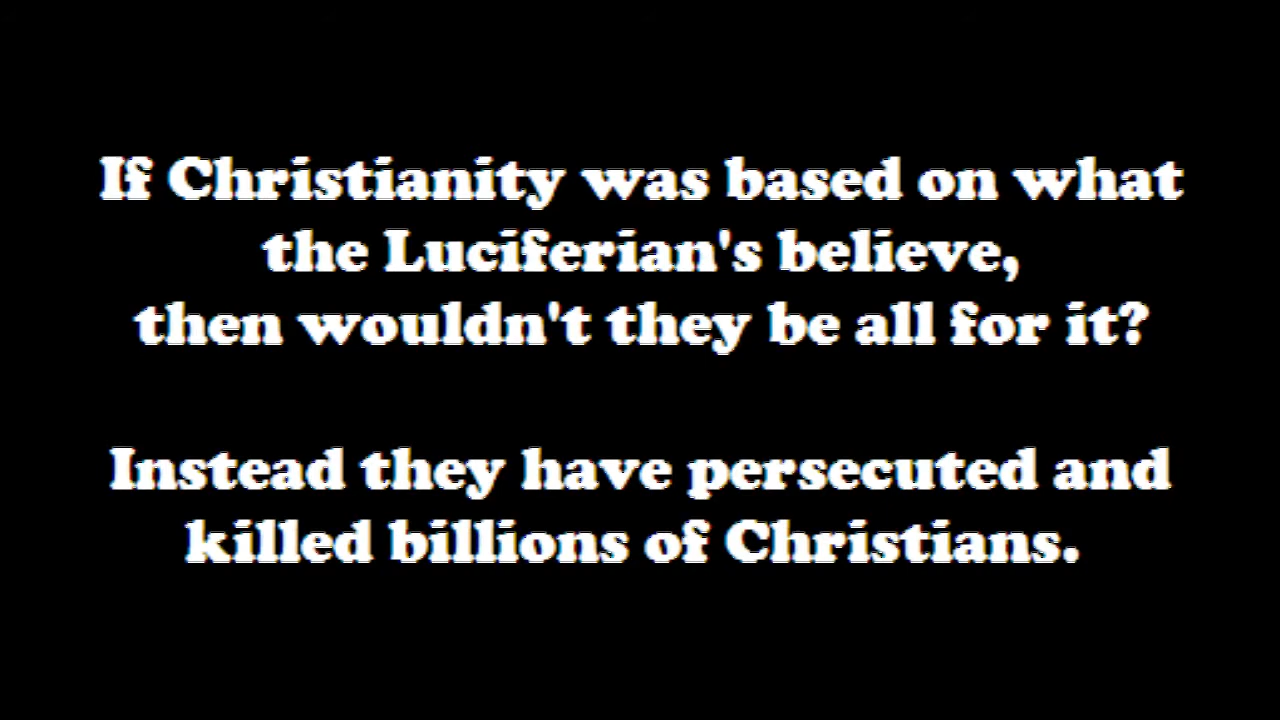 If Christianity was based on what
the Luciferian's believe,
then wouldn't they be all for it?
Instead they have persecuted and
killed billions of Christians.